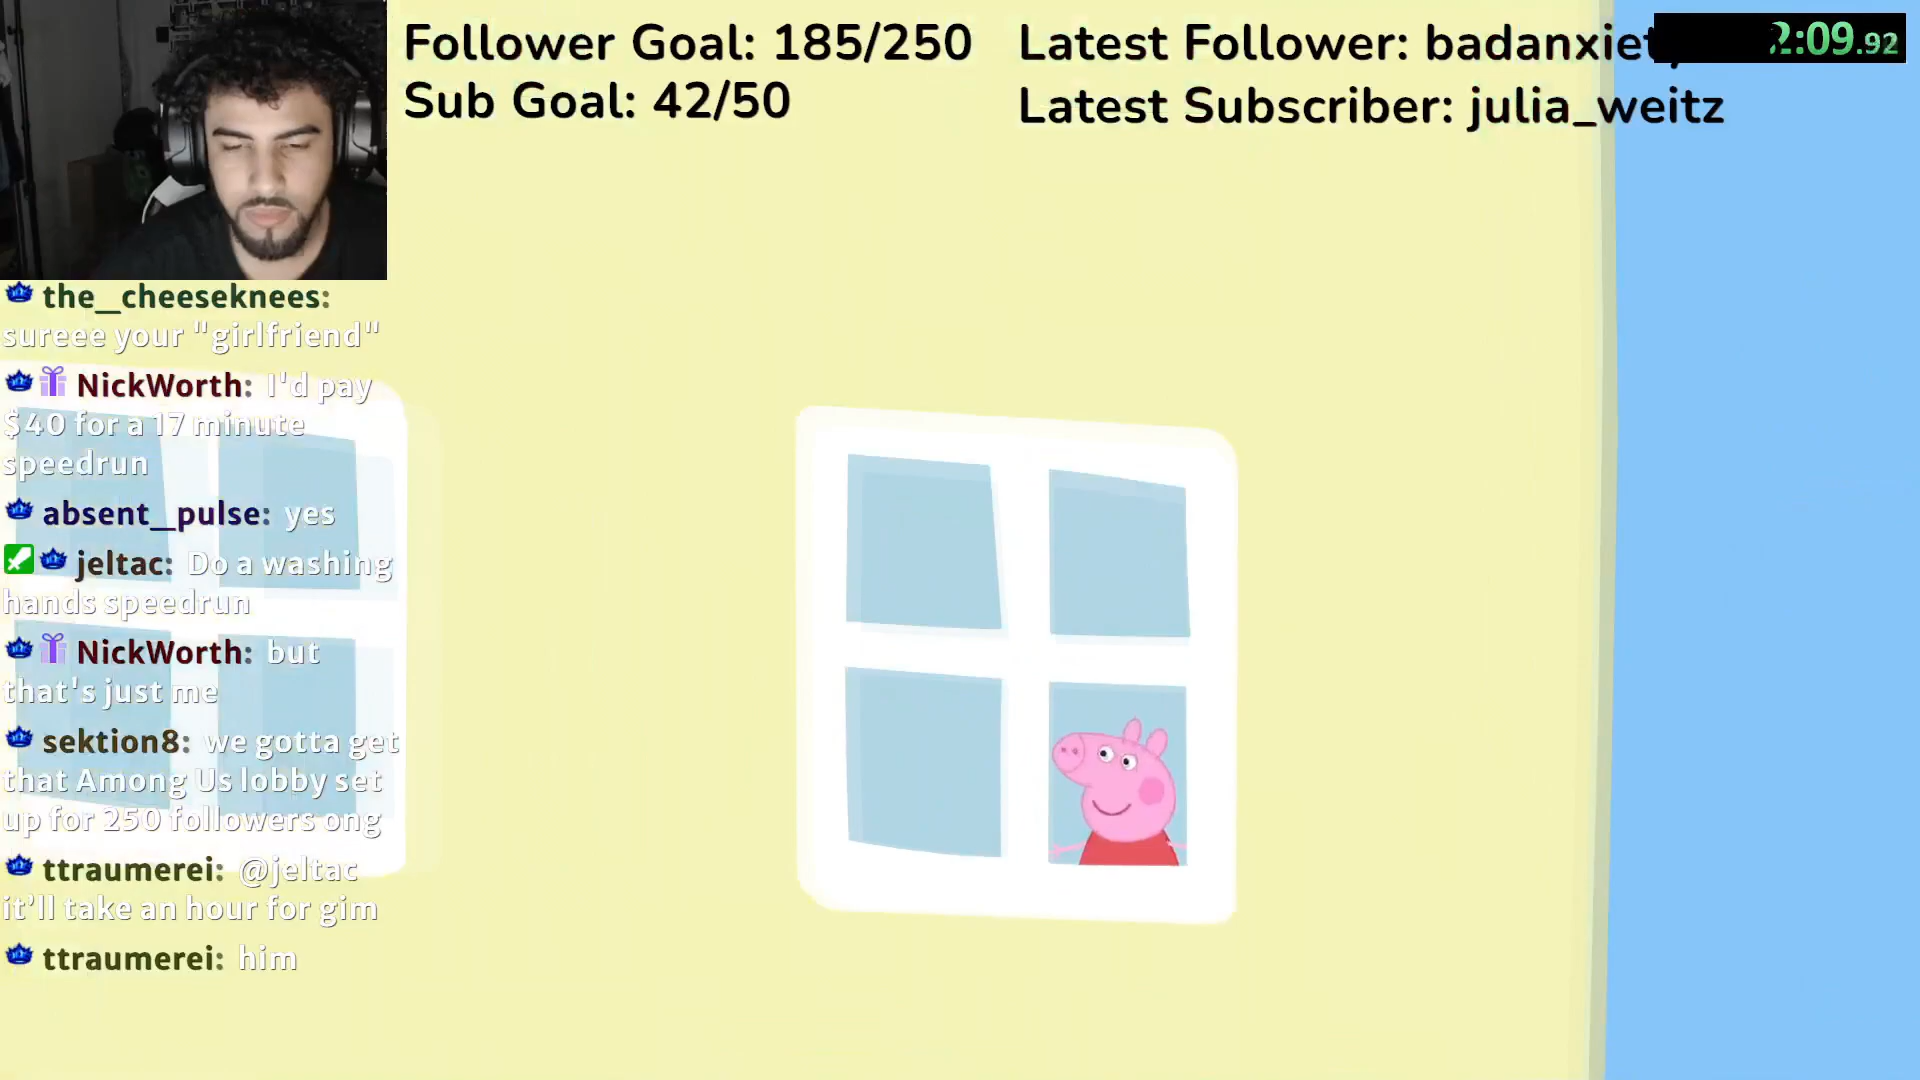 Follower Goal: 185/250
Sub Goal: 42/50
Latest Follower: badanxiet
Latest Subscriber: julia_weitz
2:09.92
the__cheeseknees:
sureee your "girlfriend"
NickWorth: I'd pay
$40 for a 17 minute
speedrun
absent__pulse: yes
jeltac: Do a washing
hands speedrun
NickWorth: but
that's just me
sektion8: we gotta get
that Among Us lobby set
up for 250 followers ong
ttraumerei: @jeltac
it'll take an hour for gim
ttraumerei: him